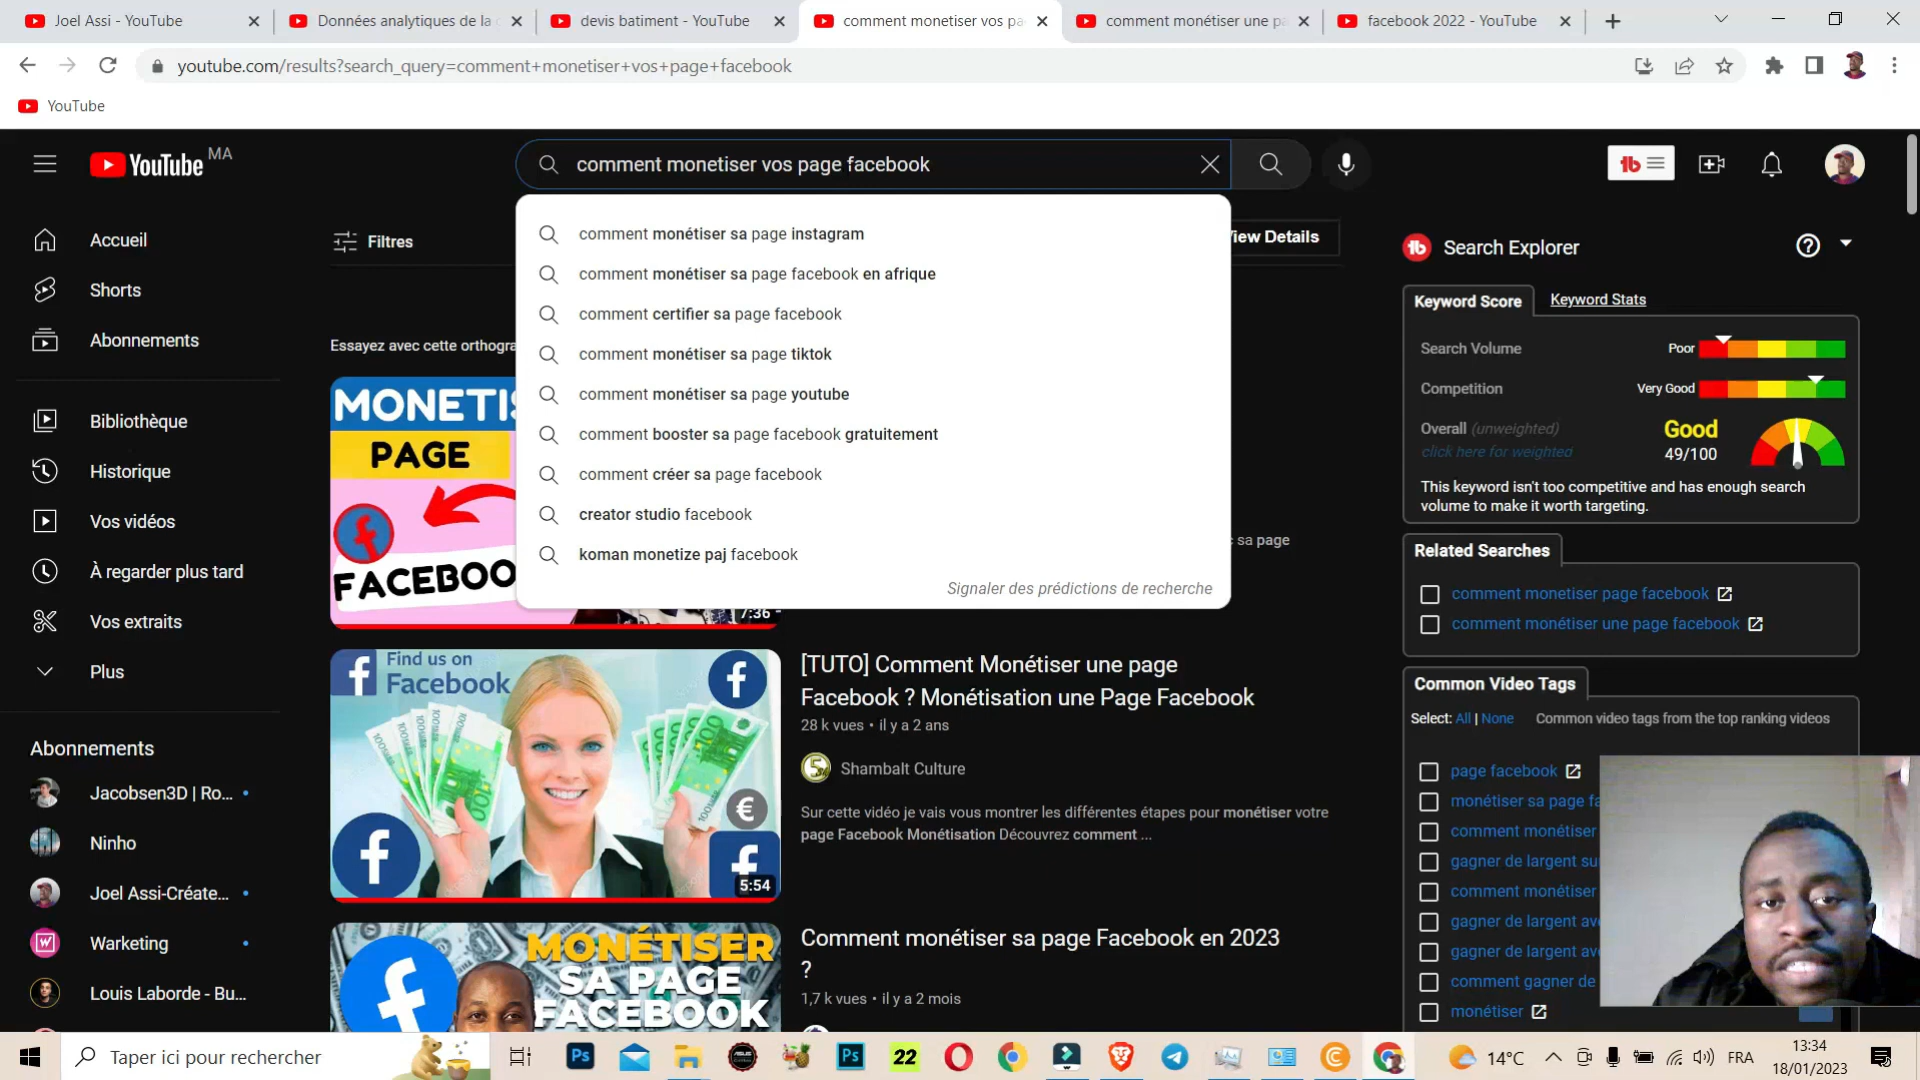 Joel Assi - YouTube
Données analytiques de la
devis batiment - YouTube
comment monetiser vos pa
comment monétiser une pa
facebook 2022 - YouTube
youtube.com/results?search_query=comment+monetiser+vos+page+facebook
YouTube
YouTube MA
comment monetiser vos page facebook
comment monétiser sa page instagram
comment monétiser sa page facebook en afrique
comment certifier sa page facebook
comment monétiser sa page tiktok
comment monétiser sa page youtube
comment booster sa page facebook gratuitement
comment créer sa page facebook
creator studio facebook
koman monetize paj facebook
Signaler des prédictions de recherche
Accueil
Shorts
Abonnements
Bibliothèque
Historique
Vos vidéos
À regarder plus tard
Vos extraits
Plus
Abonnements
Jacobsen3D | Ro...
Ninho
Joel Assi-Créate...
Warketing
Louis Laborde - Bu...
Filtres
View Details
Essayez avec cette orthogra
MONETIS
PAGE
FACEBOO
7:36
sa page
Find us on
Facebook
5:54
[TUTO] Comment Monétiser une page
Facebook ? Monétisation une Page Facebook
28 k vues • il y a 2 ans
Shambalt Culture
Sur cette vidéo je vais vous montrer les différentes étapes pour monétiser votre
page Facebook Monétisation Découvrez comment ...
MONÉTISER
SA PAGE
FACEBOOK
Comment monétiser sa page Facebook en 2023
?
1,7 k vues • il y a 2 mois
Search Explorer
Keyword Score
Keyword Stats
Search Volume
Poor
Competition
Very Good
Overall (unweighted)
click here for weighted
Good
49/100
This keyword isn't too competitive and has enough search
volume to make it worth targeting.
Related Searches
comment monetiser page facebook
comment monétiser une page facebook
Common Video Tags
Select: All | None
Common video tags from the top ranking videos
page facebook
monétiser sa page fa
comment monétiser
gagner de largent su
comment monétiser
gagner de largent av
gagner de largent av
comment gagner de
monétiser
Taper ici pour rechercher
Ps
Ps
22
14°C
FRA
13:34
18/01/2023